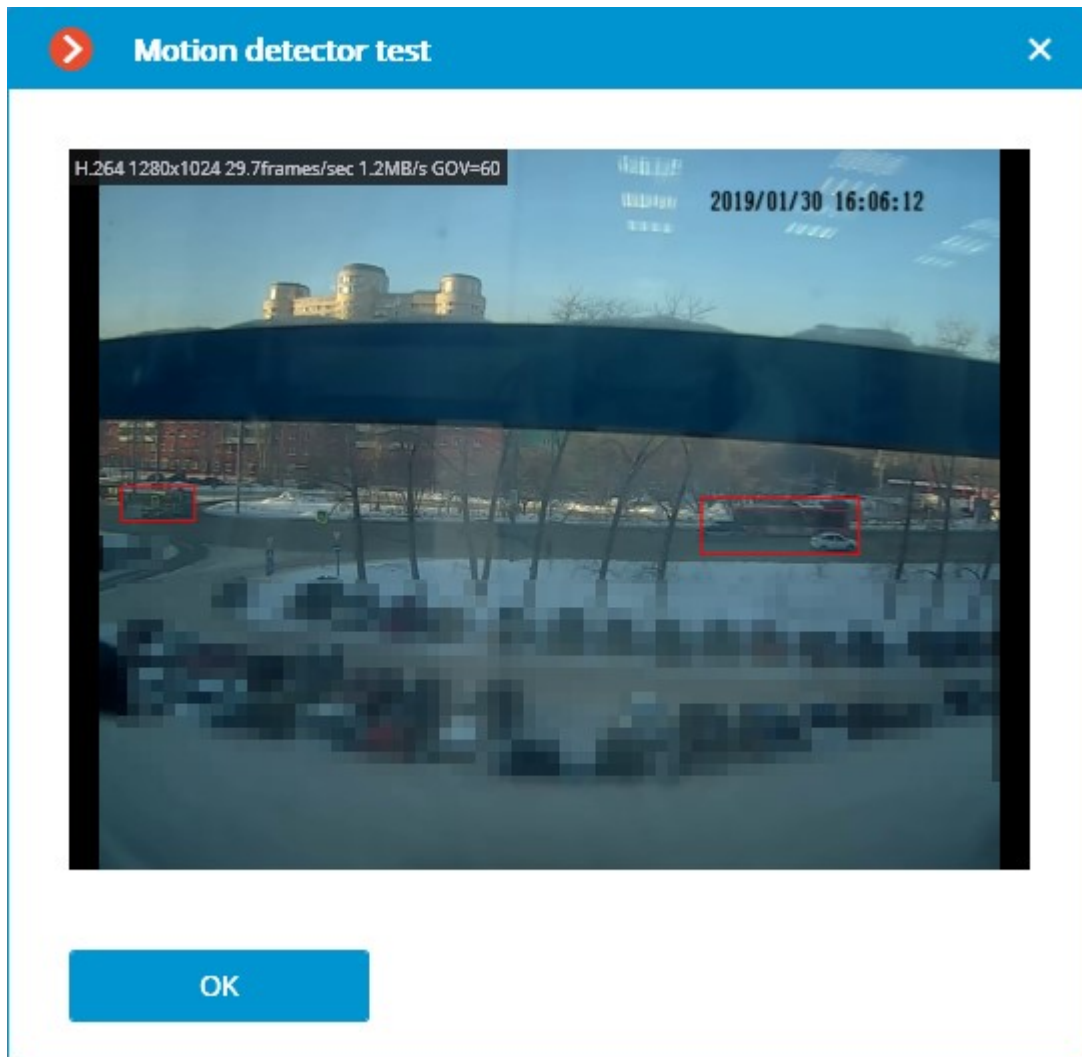 Motion detector test
H.264 1280x1024 29.7frames/sec 1.2MB/s GOV=60
2019/01/30 16:06:12
OK